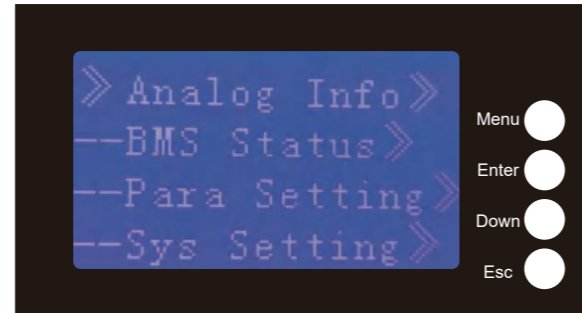 》Analog Info》
--BMS Status》
--Para Setting》
--Sys Setting》
Menu
Enter
Down
Esc